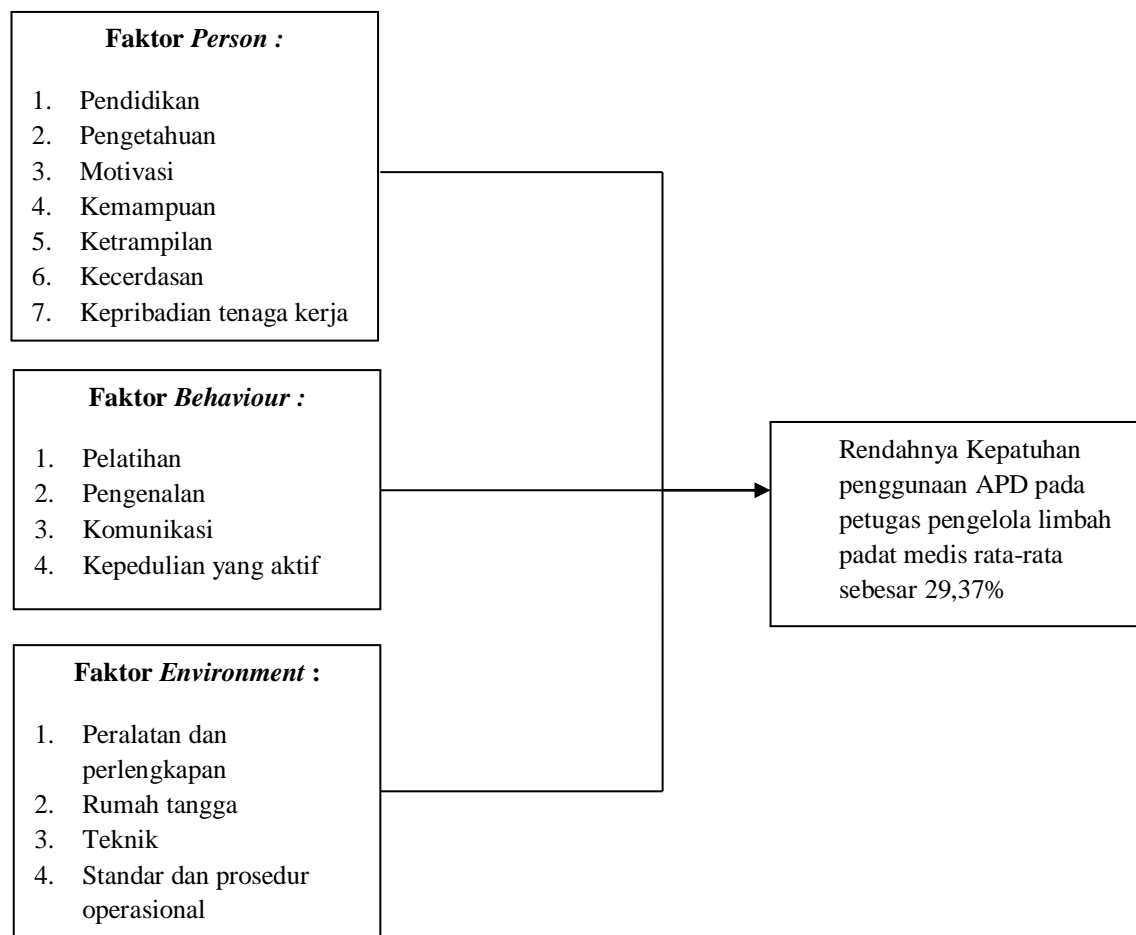 Faktor Person :
1. Pendidikan
2. Pengetahuan
3. Motivasi
4. Kemampuan
5. Ketrampilan
6. Kecerdasan
7. Kepribadian tenaga kerja
Faktor Behaviour :
1. Pelatihan
2. Pengenalan
3. Komunikasi
4. Kepedulian yang aktif
Faktor Environment :
1. Peralatan dan
perlengkapan
2. Rumah tangga
3. Teknik
4. Standar dan prosedur
operasional
Rendahnya Kepatuhan
penggunaan APD pada
petugas pengelola limbah
padat medis rata-rata
sebesar 29,37%